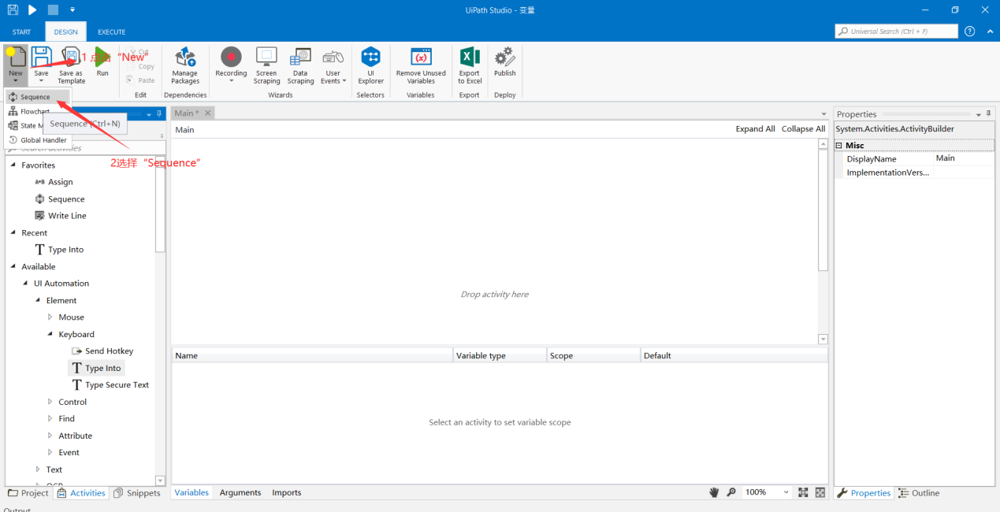 UiPath Studio - 变量
START DESIGN EXECUTE
Universal Search (Ctrl + F)
New Save Save as Template Run
Cut
Copy
Paste
Edit
Manage Packages
Dependencies
Recording Screen Scraping Data Scraping User Events
Wizards
UI Explorer
Selectors
Remove Unused Variables
Variables
Export to Excel
Export
Publish
Deploy
1 点击 “New”
Sequence
Flowchart
State M
Global Handler
Sequence (Ctrl+N)
2选择 “Sequence”
Search activities
Favorites
Assign
Sequence
Write Line
Recent
Type Into
Available
UI Automation
Element
Mouse
Keyboard
Send Hotkey
Type Into
Type Secure Text
Control
Find
Attribute
Event
Text
OCR
Project Activities Snippets
Main *
Main
Expand All Collapse All
Drop activity here
Name Variable type Scope Default
Select an activity to set variable scope
Variables Arguments Imports
100%
Properties
System.Activities.ActivityBuilder
Misc
DisplayName Main
ImplementationVers...
Properties Outline
Output